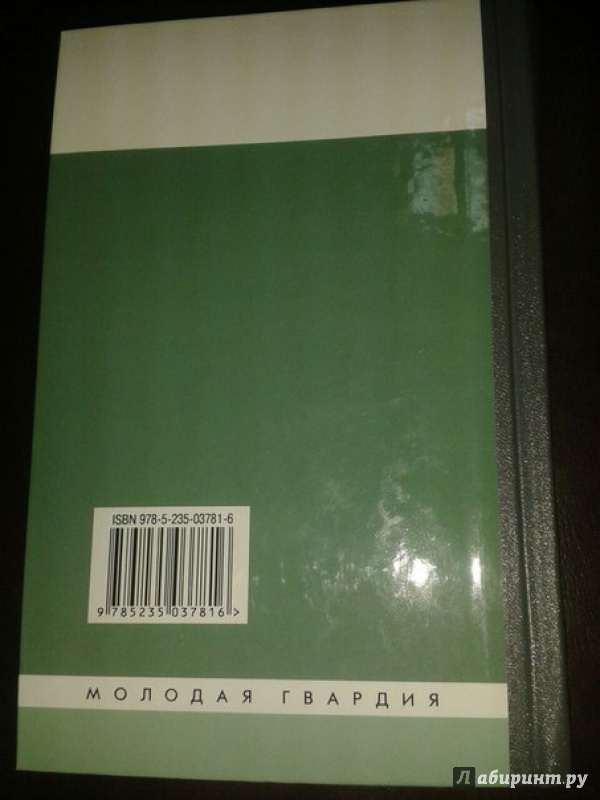 ISBN 978-5-235-03781-6
9 785235 037816 >
МОЛОДАЯ ГВАРДИЯ
Лабиринт.ру